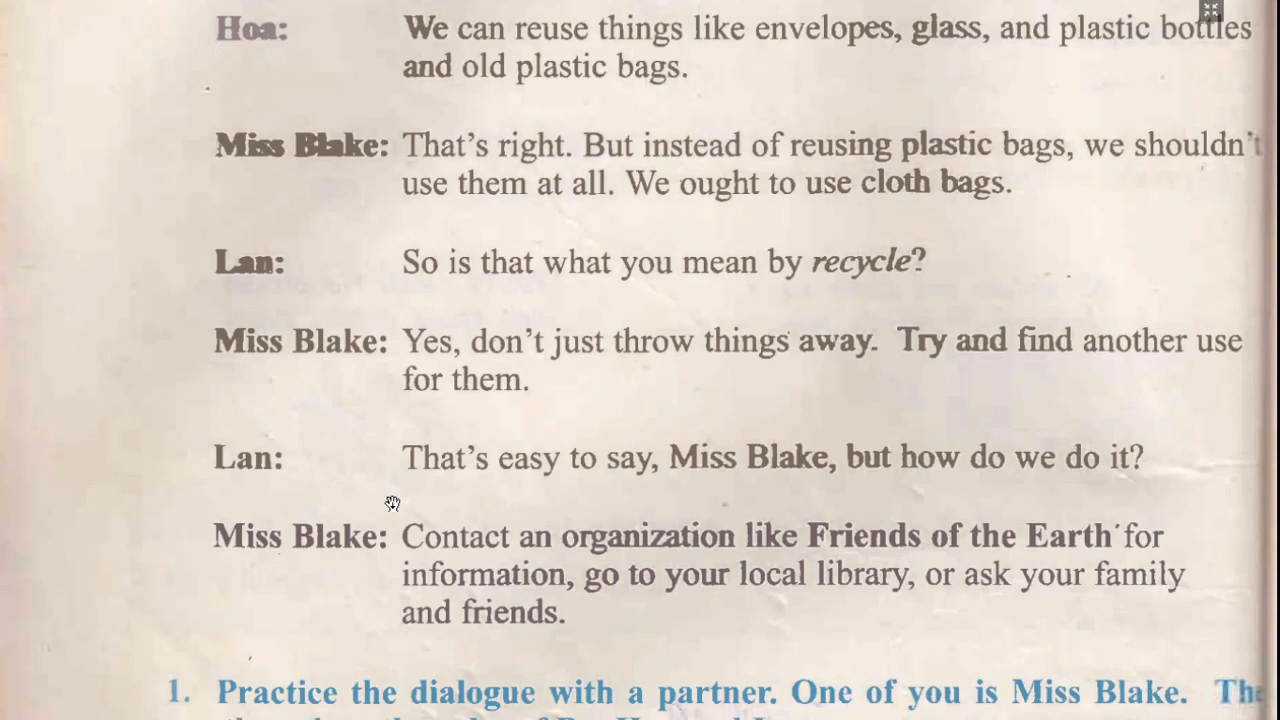 Hoa: We can reuse things like envelopes, glass, and plastic bottles
and old plastic bags.
Miss Blake: That's right. But instead of reusing plastic bags, we shouldn't
use them at all. We ought to use cloth bags.
Lan: So is that what you mean by recycle?
Miss Blake: Yes, don't just throw things away. Try and find another use
for them.
Lan: That's easy to say, Miss Blake, but how do we do it?
Miss Blake: Contact an organization like Friends of the Earth for
information, go to your local library, or ask your family
and friends.
1. Practice the dialogue with a partner. One of you is Miss Blake. The